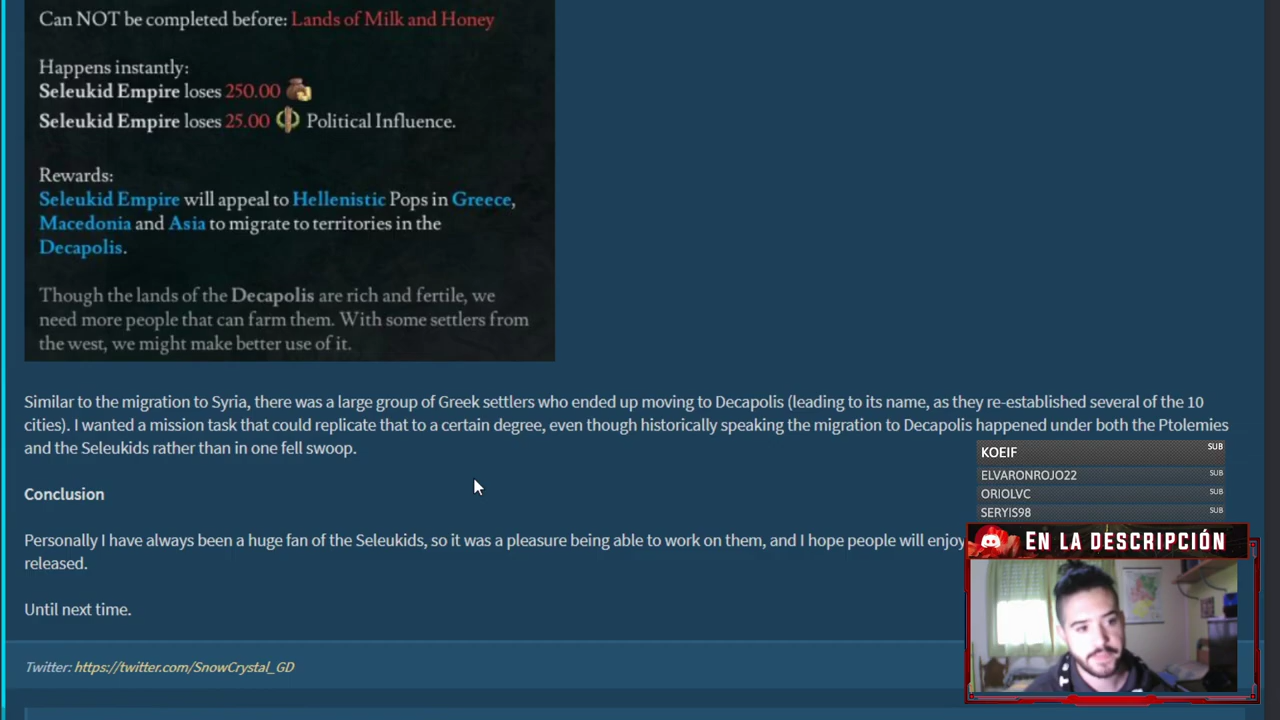 Can NOT be completed before: Lands of Milk and Honey
Happens instantly:
Seleukid Empire loses 250.00
Seleukid Empire loses 25.00 Political Influence.
Rewards:
Seleukid Empire will appeal to Hellenistic Pops in Greece,
Macedonia and Asia to migrate to territories in the
Decapolis.
Though the lands of the Decapolis are rich and fertile, we
need more people that can farm them. With some settlers from
the west, we might make better use of it.
Similar to the migration to Syria, there was a large group of Greek settlers who ended up moving to Decapolis (leading to its name, as they re-established several of the 10
cities). I wanted a mission task that could replicate that to a certain degree, even though historically speaking the migration to Decapolis happened under both the Ptolemies
and the Seleukids rather than in one fell swoop.
Conclusion
Personally I have always been a huge fan of the Seleukids, so it was a pleasure being able to work on them, and I hope people will enjoy
released.
Until next time.
Twitter: https://twitter.com/SnowCrystal_GD
KOEIF SUB
ELVARONROJO22 SUB
ORIOLVC SUB
SERYIS98 SUB
EN LA DESCRIPCIÓN